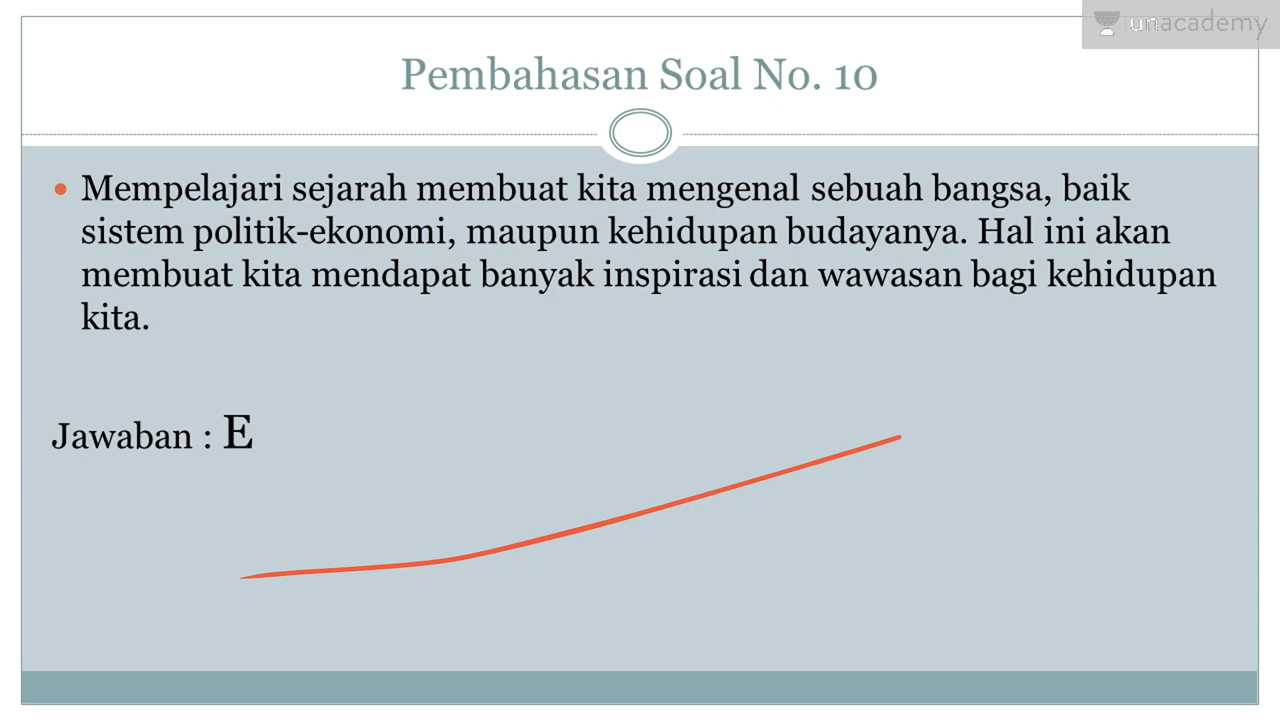 unacademy
Pembahasan Soal No. 10
• Mempelajari sejarah membuat kita mengenal sebuah bangsa, baik
sistem politik-ekonomi, maupun kehidupan budayanya. Hal ini akan
membuat kita mendapat banyak inspirasi dan wawasan bagi kehidupan
kita.
Jawaban : E